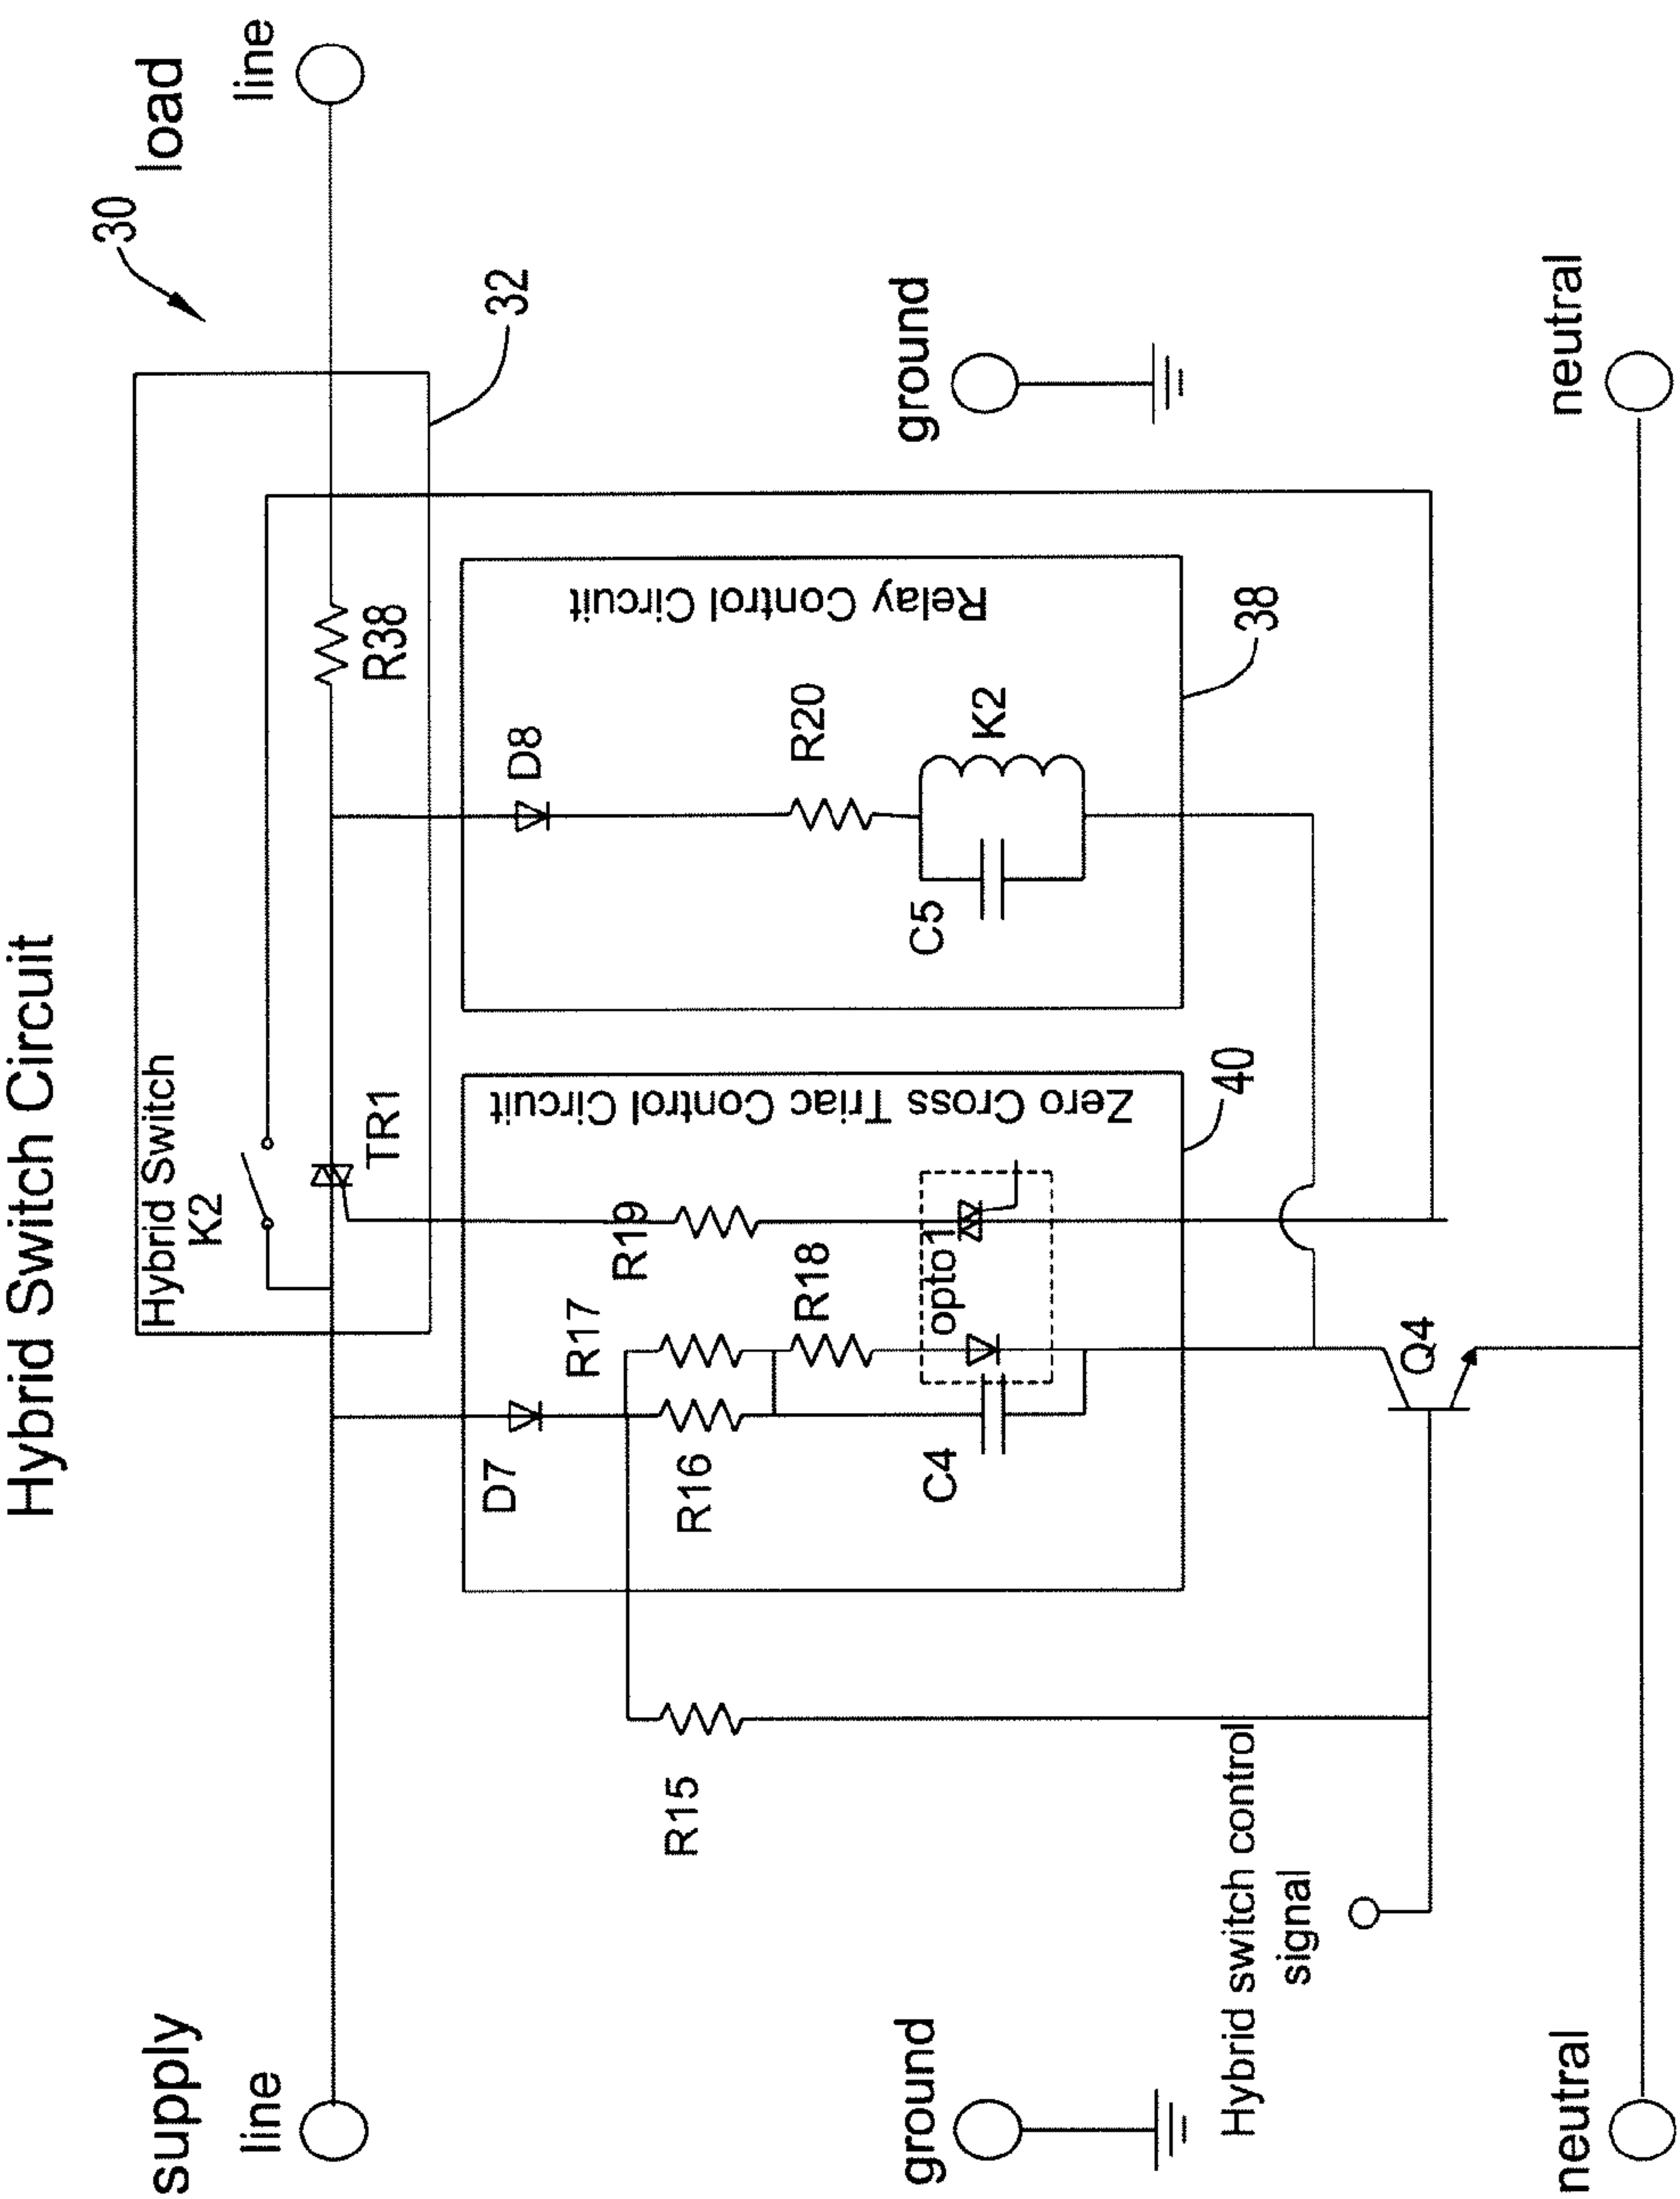 Hybrid Switch Circuit
supply
line
load
line
30
Hybrid Switch
K2
TR1
R38
32
D7
R17
R16
R19
R18
opto1
C4
Zero Cross Triac Control Circuit
40
D8
R20
K2
C5
Relay Control Circuit
38
R15
Q4
Hybrid switch control
signal
ground
ground
neutral
neutral